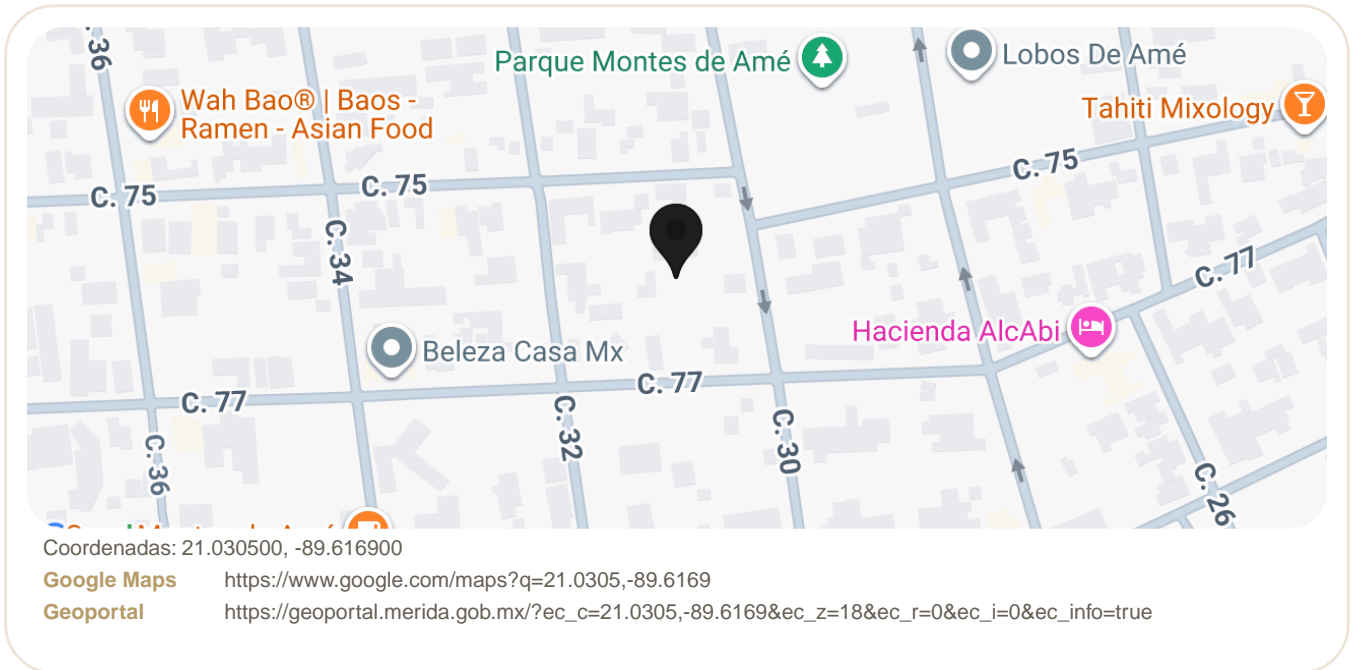 C. 36
Parque Montes de Amé
Lobos De Amé
Wah Bao® | Baos -
Ramen - Asian Food
Tahiti Mixology
C. 75
C. 75
C. 75
C. 34
C. 77
Hacienda AlcAbi
Beleza Casa Mx
C. 77
C. 77
C. 36
C. 32
C. 30
C. 26
Coordenadas: 21.030500, -89.616900
Google Maps https://www.google.com/maps?q=21.0305,-89.6169
Geoportal https://geoportal.merida.gob.mx/?ec_c=21.0305,-89.6169&ec_z=18&ec_r=0&ec_i=0&ec_info=true